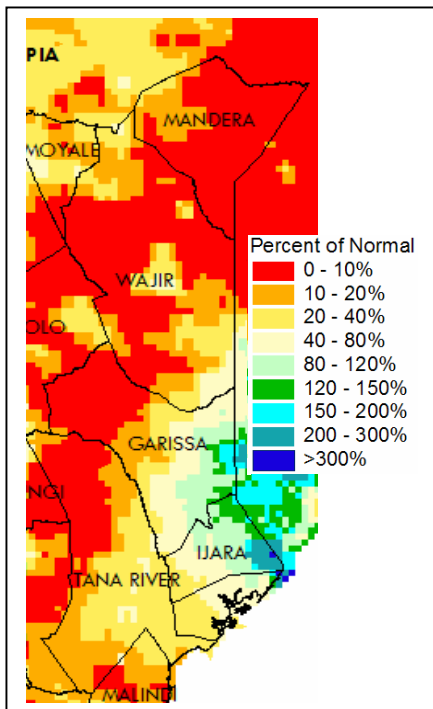 PIA
MANDERA
MOYALE
WAJIR
OLO
GARISSA
NGI
IJARA
TANA RIVER
MALINDI
Percent of Normal
0 - 10%
10 - 20%
20 - 40%
40 - 80%
80 - 120%
120 - 150%
150 - 200%
200 - 300%
>300%